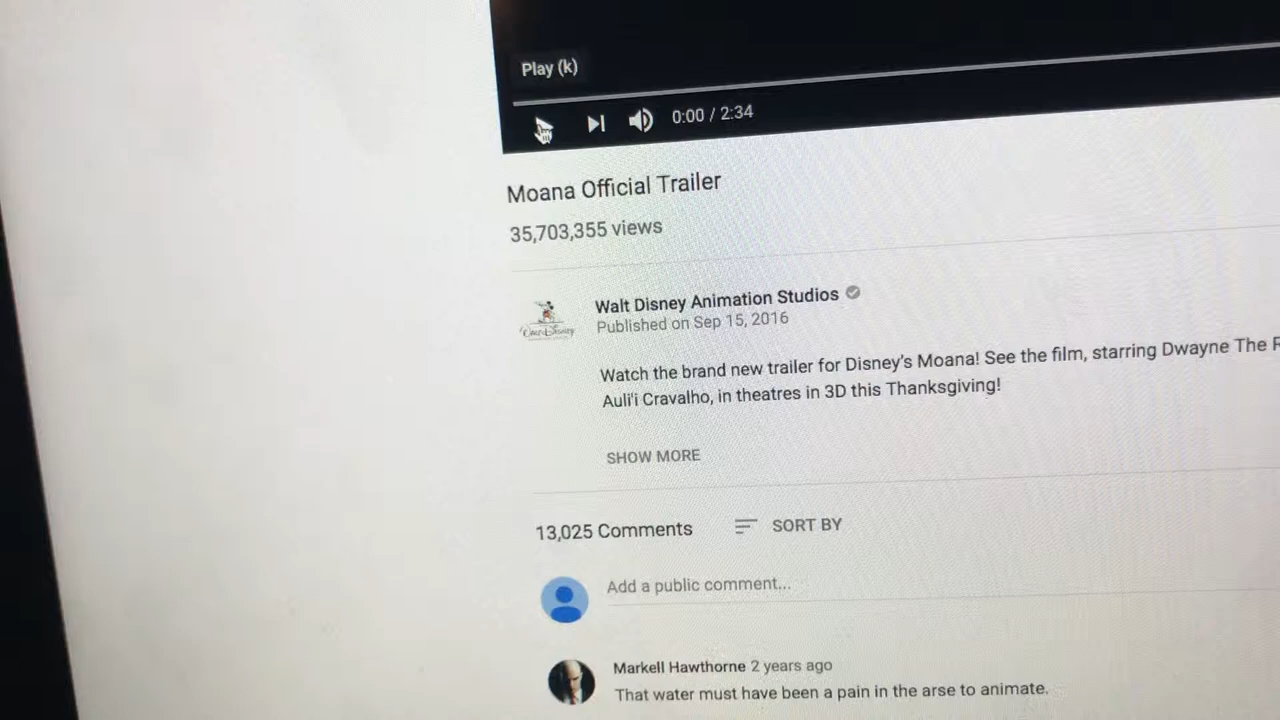 Play (k)
0:00 / 2:34
Moana Official Trailer
35,703,355 views
Walt Disney Animation Studios
Published on Sep 15, 2016
Walt Disney
Watch the brand new trailer for Disney's Moana! See the film, starring Dwayne The
Auli'i Cravalho, in theatres in 3D this Thanksgiving!
SHOW MORE
13,025 Comments SORT BY
Add a public comment...
Markell Hawthorne 2 years ago
That water must have been a pain in the arse to animate.